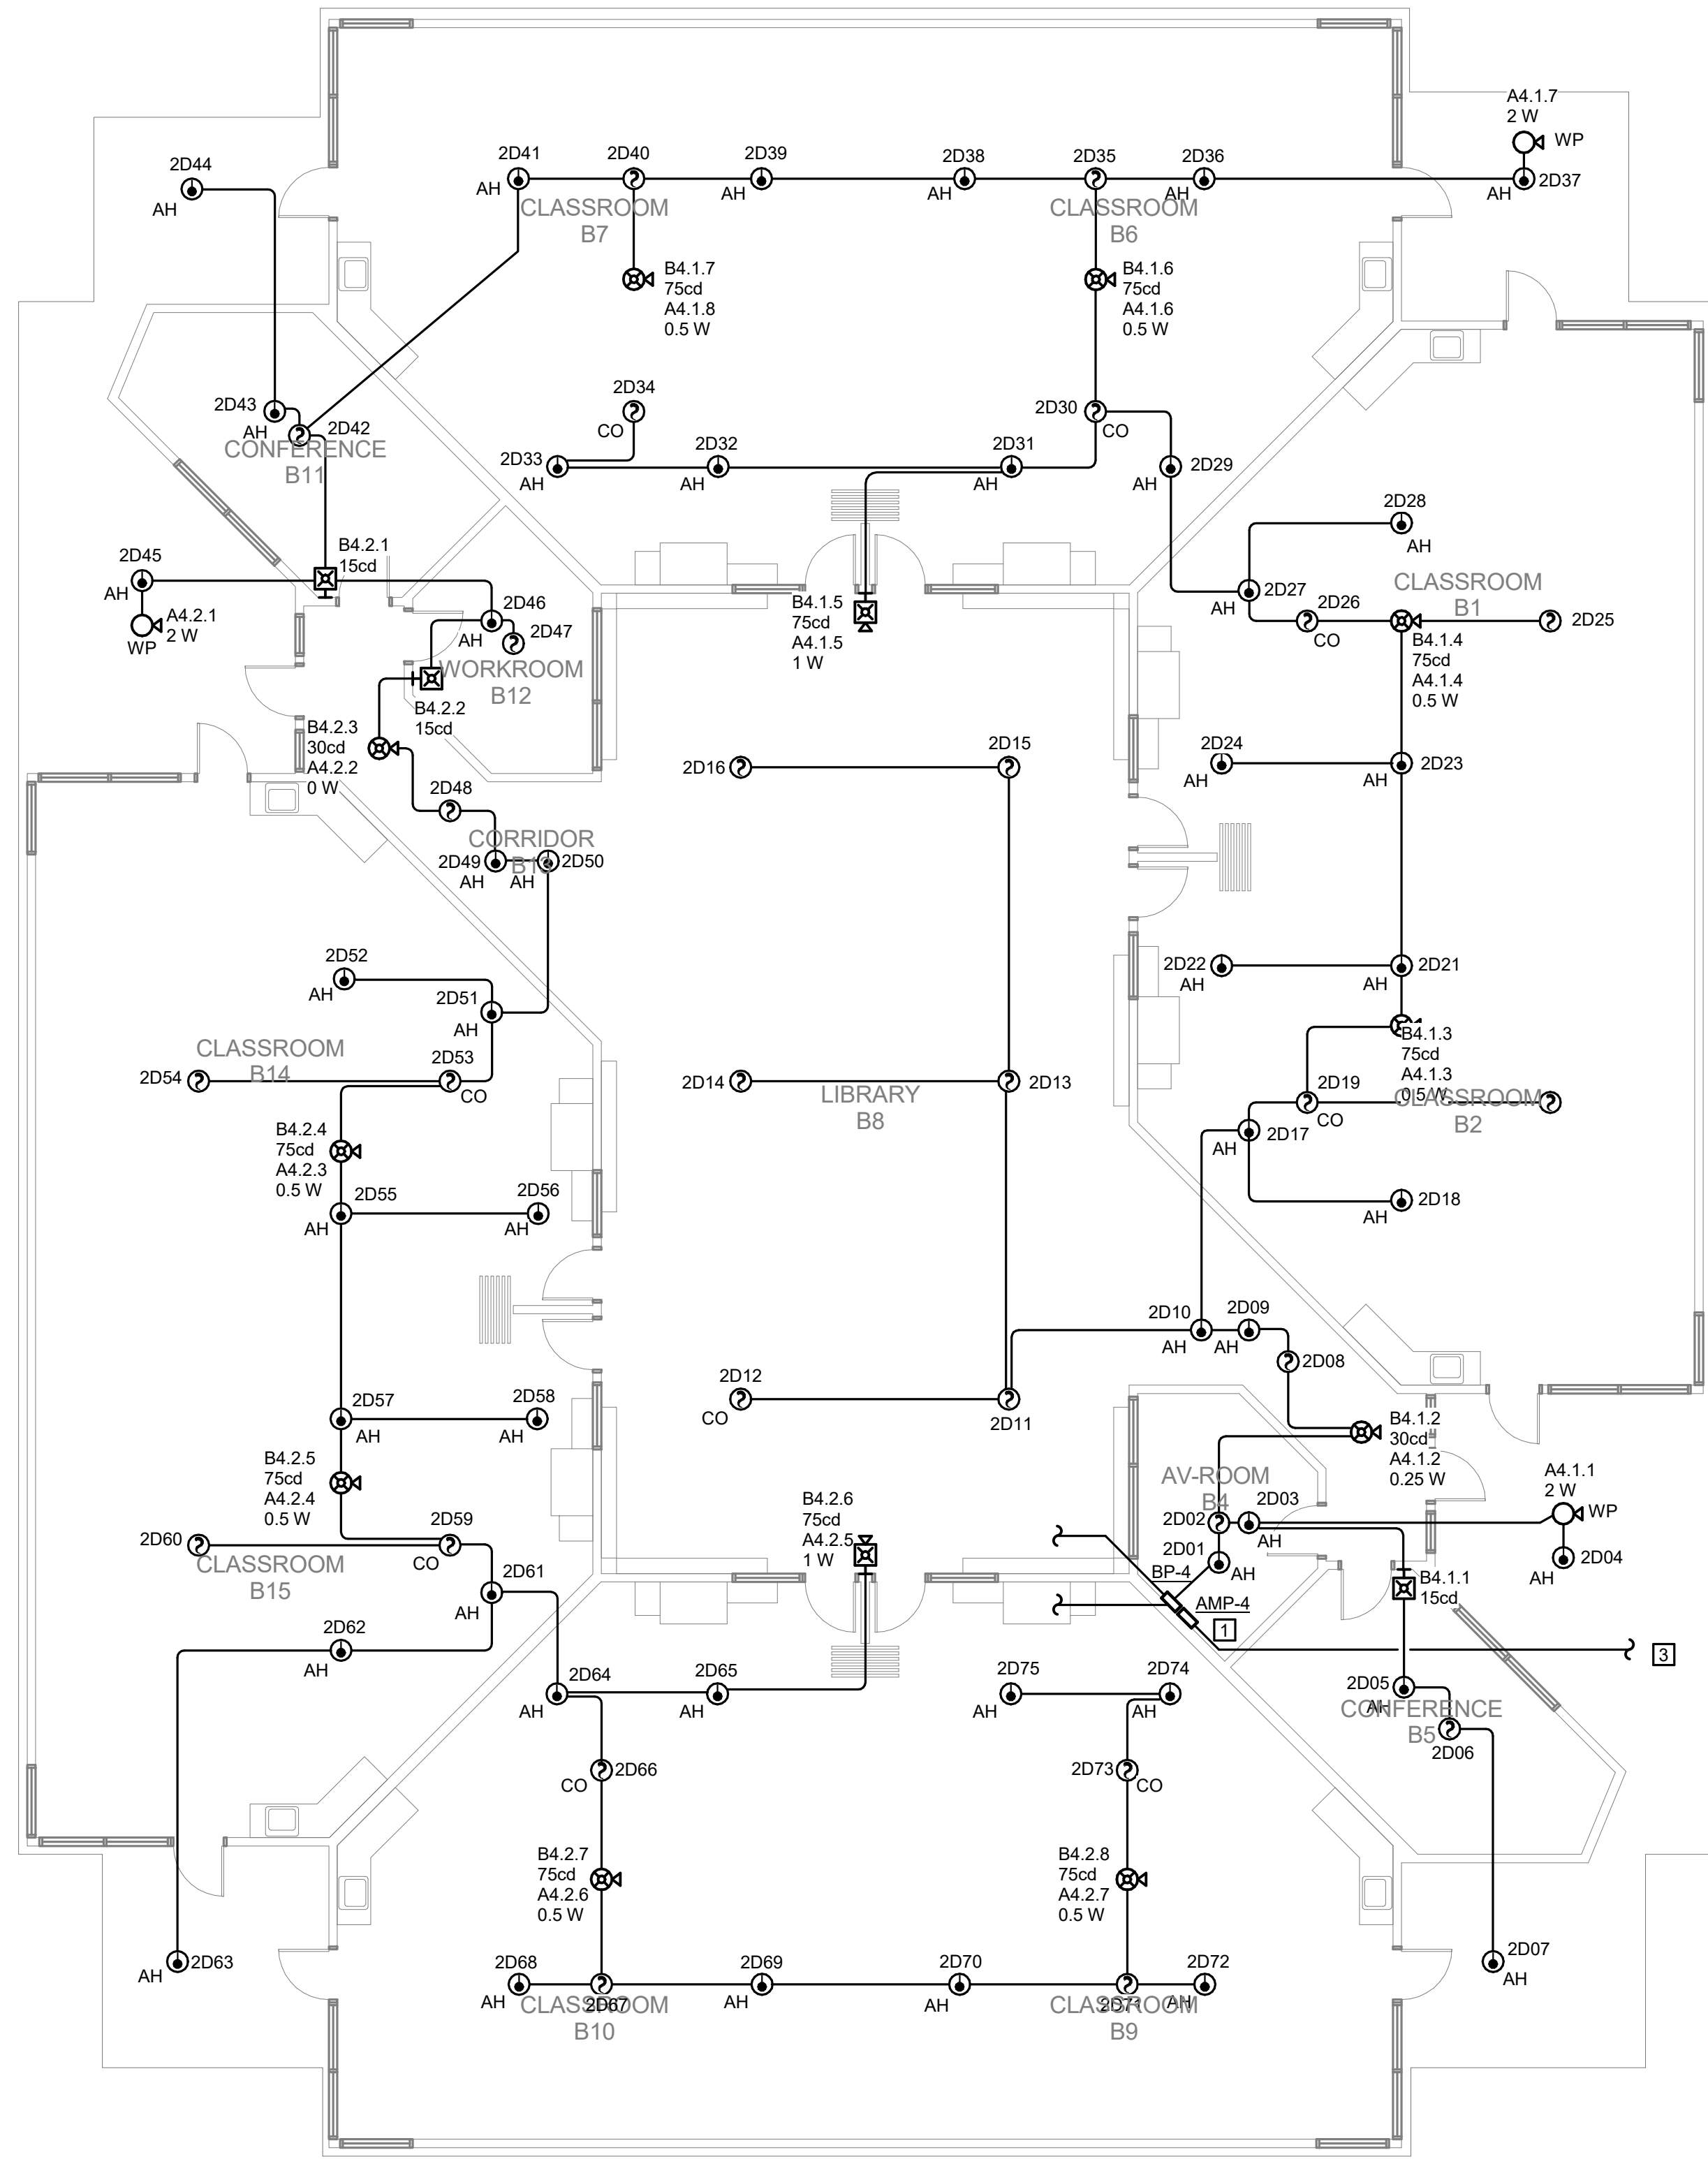 A4.1.7
2 W
WP
2D44
AH
2D41
AH
2D40
2D39
AH
2D38
AH
2D35
2D36
AH
2D37
AH
CLASSROOM
B7
CLASSROOM
B6
B4.1.7
75cd
A4.1.8
0.5 W
B4.1.6
75cd
A4.1.6
0.5 W
2D34
CO
2D30
CO
2D43
AH
2D42
CONFERENCE
B11
2D33
AH
2D32
AH
2D31
AH
2D29
AH
2D28
AH
2D45
AH
A4.2.1
2 W
WP
B4.2.1
15cd
2D46
AH
2D47
WORKROOM
B12
B4.1.5
75cd
A4.1.5
1 W
2D27
AH
2D26
CO
CLASSROOM
B1
2D25
B4.1.4
75cd
A4.1.4
0.5 W
B4.2.2
15cd
B4.2.3
30cd
A4.2.2
0 W
2D16
2D15
2D24
AH
2D23
AH
2D48
CORRIDOR
2D49
AH
AH
2D50
2D52
AH
2D51
AH
2D22
AH
2D21
AH
CLASSROOM
B14
2D54
2D53
CO
2D14
2D13
LIBRARY
B8
B4.1.3
75cd
A4.1.3
0.5 W
2D19
CO
CLASSROOM
B2
2D17
AH
2D18
AH
B4.2.4
75cd
A4.2.3
0.5 W
2D55
AH
2D56
AH
2D10
AH
2D09
AH
2D08
2D12
CO
2D11
2D57
AH
2D58
AH
B4.1.2
30cd
A4.1.2
0.25 W
B4.2.5
75cd
A4.2.4
0.5 W
AV-ROOM
B4
A4.1.1
2 W
WP
B4.2.6
75cd
A4.2.5
1 W
2D02
2D03
AH
2D01
AH
2D04
AH
2D60
2D59
CO
CLASSROOM
B15
2D61
AH
BP-4
AMP-4
1
B4.1.1
15cd
3
2D62
AH
2D64
AH
2D65
AH
2D75
AH
2D74
AH
2D05
AH
CONFERENCE
B5
2D06
2D66
CO
2D73
CO
B4.2.7
75cd
A4.2.6
0.5 W
B4.2.8
75cd
A4.2.7
0.5 W
2D63
AH
2D07
AH
2D68
AH
2D67
CLASSROOM
B10
2D69
AH
2D70
AH
2D72
AH
CLASSROOM
B9